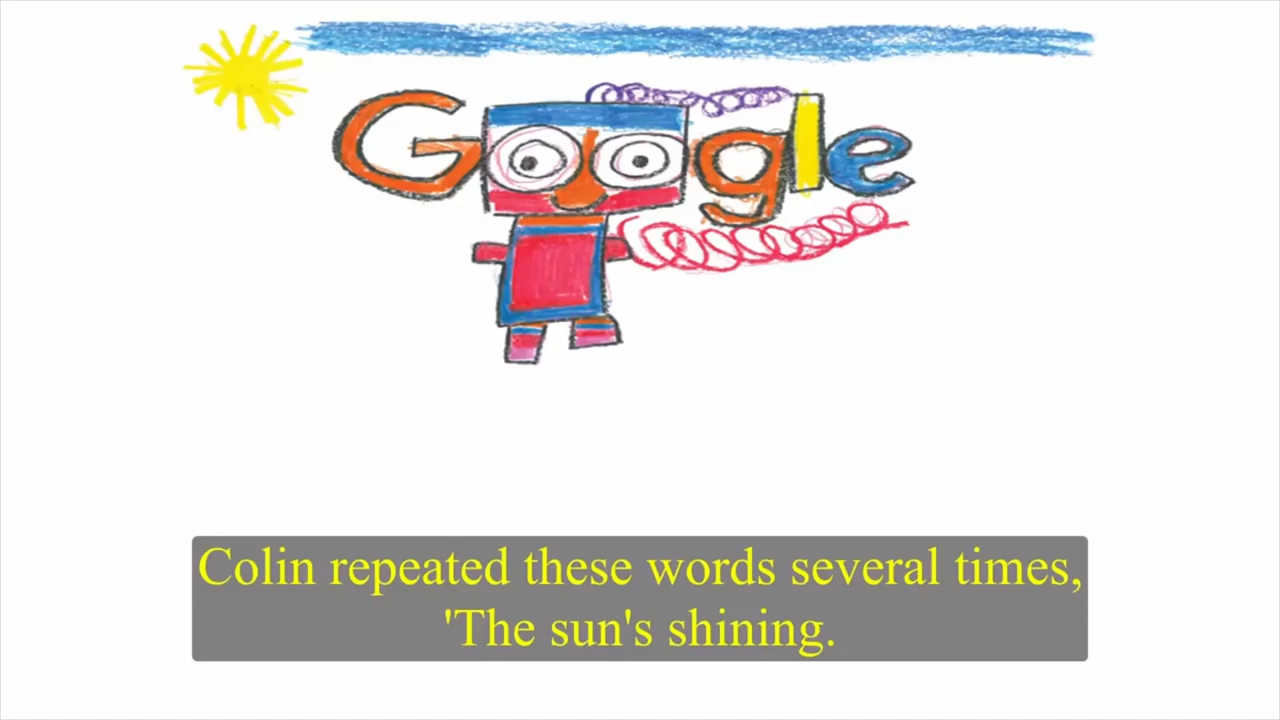 Google
Colin repeated these words several times,
'The sun's shining.